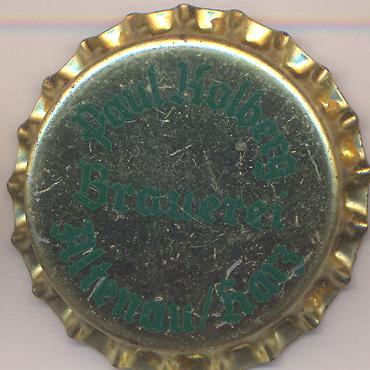 Paul Kolberg
Brauerei
Altenau/Harz